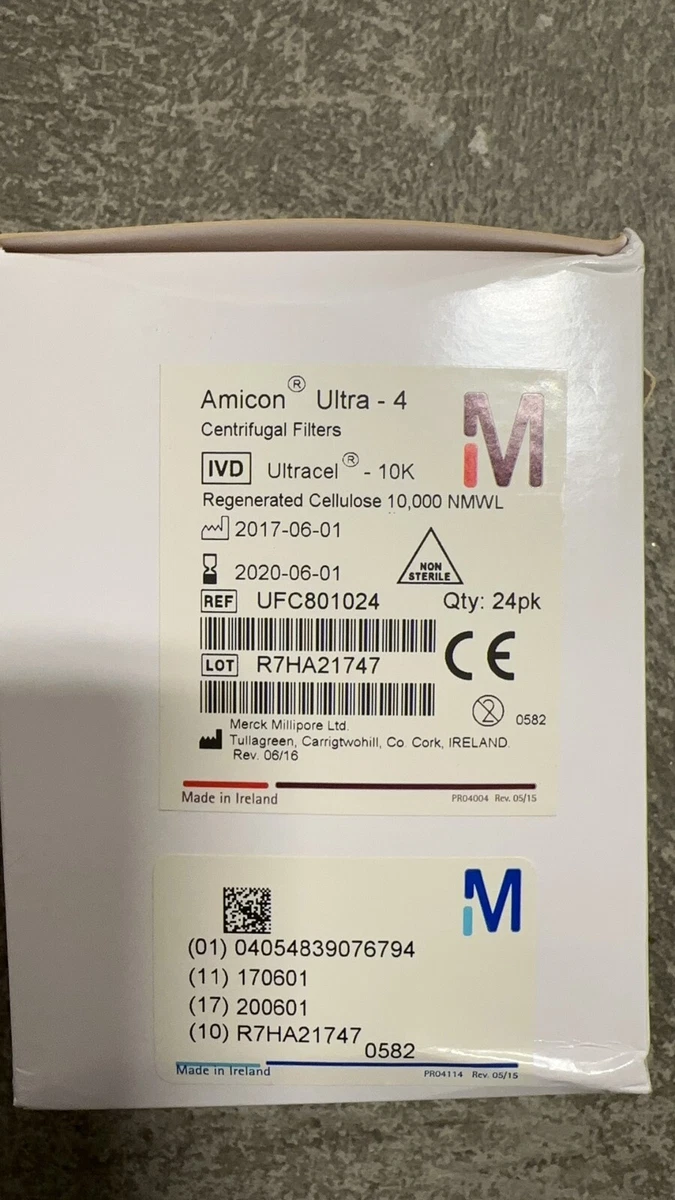 Amicon® Ultra - 4
Centrifugal Filters
IVD Ultracel® - 10K
Regenerated Cellulose 10,000 NMWL
2017-06-01
2020-06-01
NON
STERILE
REF UFC801024 Qty: 24pk
CE
LOT R7HA21747
2 0582
Merck Millipore Ltd.
Tullagreen, Carrigtwohill, Co. Cork, IRELAND.
Rev. 06/16
Made in Ireland PR04004 Rev. 05/15
M
(01) 04054839076794
(11) 170601
(17) 200601
(10) R7HA21747
0582
Made in Ireland PR04114 Rev. 05/15
M